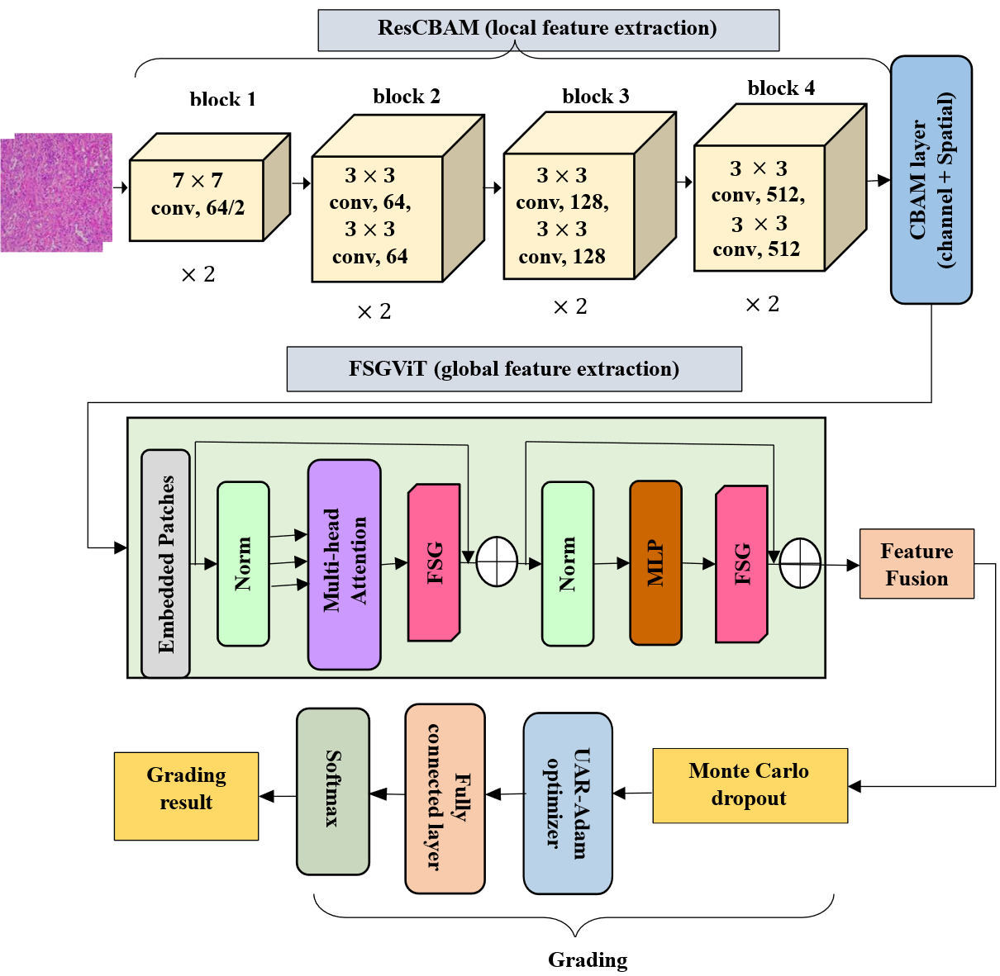 ResCBAM (local feature extraction)
block 1
block 2
block 3
block 4
7 × 7
conv, 64/2
× 2
3 × 3
conv, 64,
3 × 3
conv, 64
× 2
3 × 3
conv, 128,
3 × 3
conv, 128
× 2
3 × 3
conv, 512,
3 × 3
conv, 512
× 2
CBAM layer
(channel + Spatial)
FSGViT (global feature extraction)
Embedded Patches
Norm
Multi-head
Attention
FSG
Norm
MLP
FSG
Feature
Fusion
Monte Carlo
dropout
UAR-Adam
optimizer
Fully
connected layer
Softmax
Grading
result
Grading